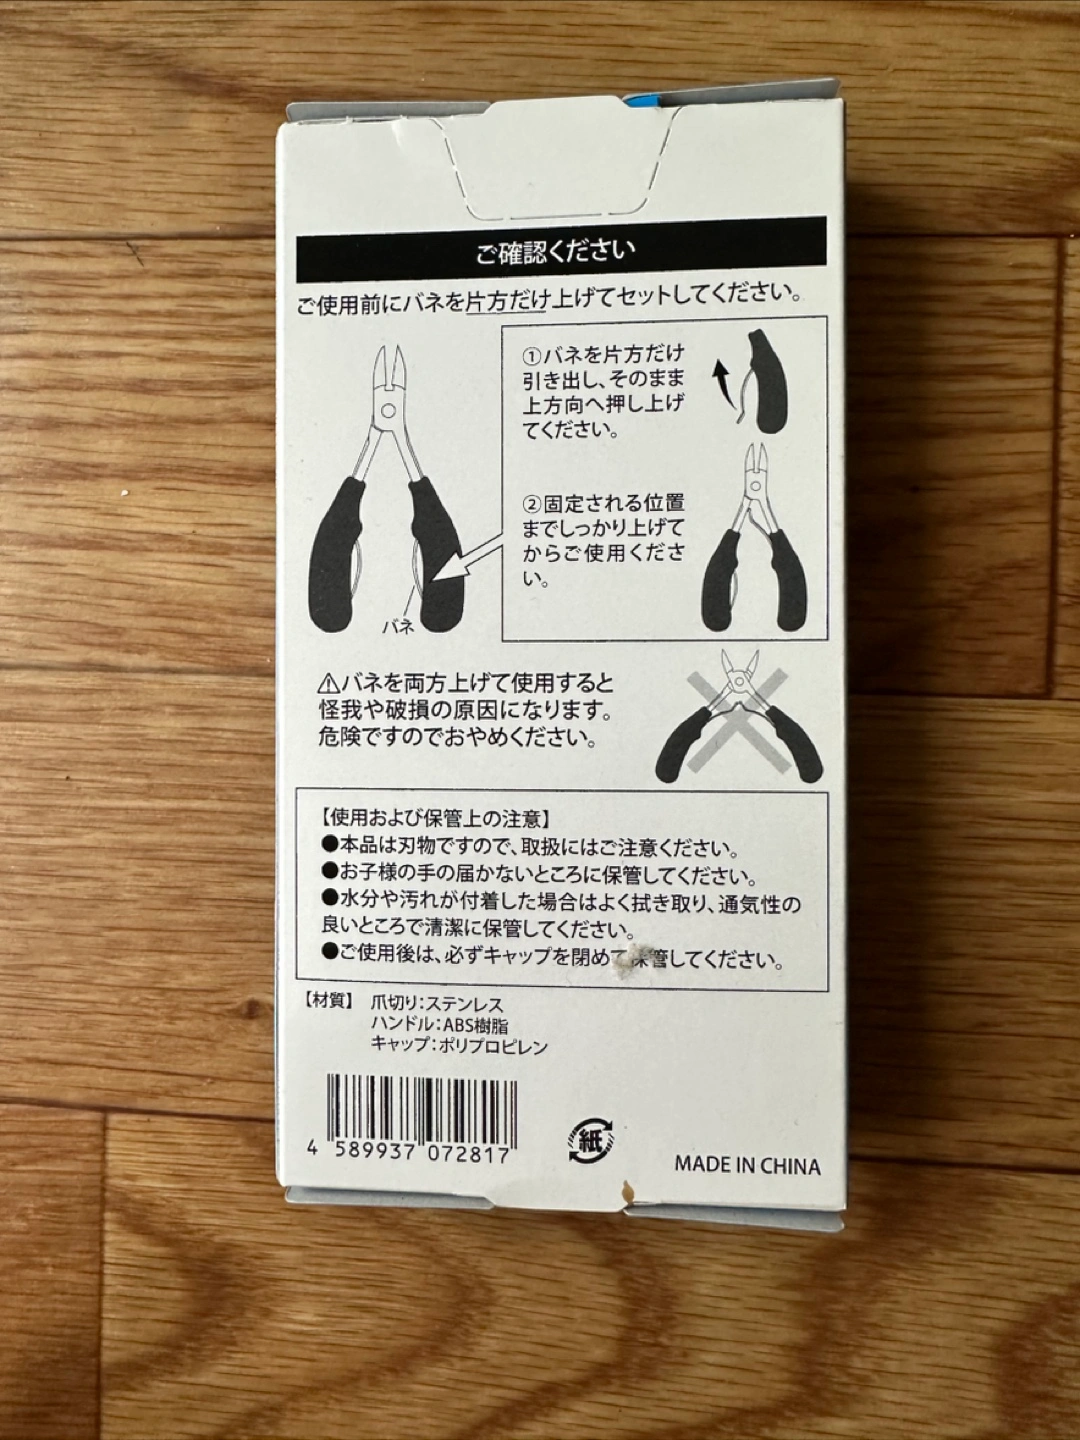 ご確認ください
ご使用前にバネを片方だけ上げてセットしてください。
①バネを片方だけ
引き出し、そのまま
上方向へ押し上げ
てください。
②固定される位置
までしっかり上げて
からご使用くださ
い。
バネ
⚠バネを両方上げて使用すると
怪我や破損の原因になります。
危険ですのでおやめください。
【使用および保管上の注意】
●本品は刃物ですので、取扱にはご注意ください。
●お子様の手の届かないところに保管してください。
●水分や汚れが付着した場合はよく拭き取り、通気性の
良いところで清潔に保管してください。
●ご使用後は、必ずキャップを閉めて保管してください。
【材質】 爪切り:ステンレス
ハンドル:ABS樹脂
キャップ:ポリプロピレン
4 589937 072817
紙
MADE IN CHINA